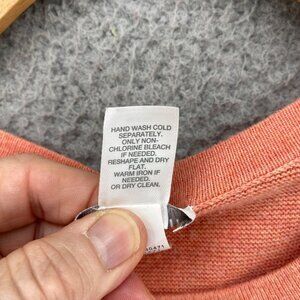 HAND WASH COLD
SEPARATELY.
ONLY NON-
CHLORINE BLEACH
IF NEEDED.
RESHAPE AND DRY
FLAT.
WARM IRON IF
NEEDED.
OR DRY CLEAN.